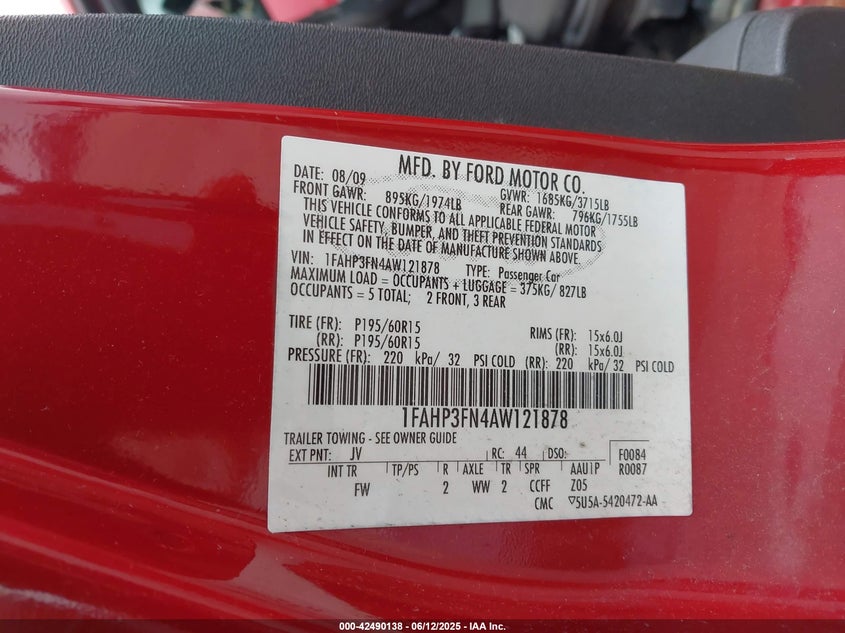 MFD. BY FORD MOTOR CO.
DATE: 08/09 GVWR: 1685KG/3715LB
FRONT GAWR: 895KG/1974LB REAR GAWR: 796KG/1755LB
THIS VEHICLE CONFORMS TO ALL APPLICABLE FEDERAL MOTOR
VEHICLE SAFETY, BUMPER, AND THEFT PREVENTION STANDARDS
IN EFFECT ON THE DATE OF MANUFACTURE SHOWN ABOVE.
VIN: 1FAHP3FN4AW121878 TYPE: Passenger Car
MAXIMUM LOAD = OCCUPANTS + LUGGAGE = 375KG/ 827LB
OCCUPANTS = 5 TOTAL; 2 FRONT, 3 REAR
TIRE (FR): P195/60R15 RIMS (FR): 15x6.0J
(RR): P195/60R15 (RR): 15x6.0J
PRESSURE (FR): 220 kPa/ 32 PSI COLD (RR): 220 kPa/ 32 PSI COLD
1FAHP3FN4AW121878
TRAILER TOWING - SEE OWNER GUIDE
EXT PNT: JV RC: 44 DSO: F0084
INT TR TP/PS R AXLE TR SPR AAU1P R0087
FW 2 WW 2 CCFF Z05
CMC 5U5A-5420472-AA
000-42490138 - 06/12/2025 - IAA Inc.